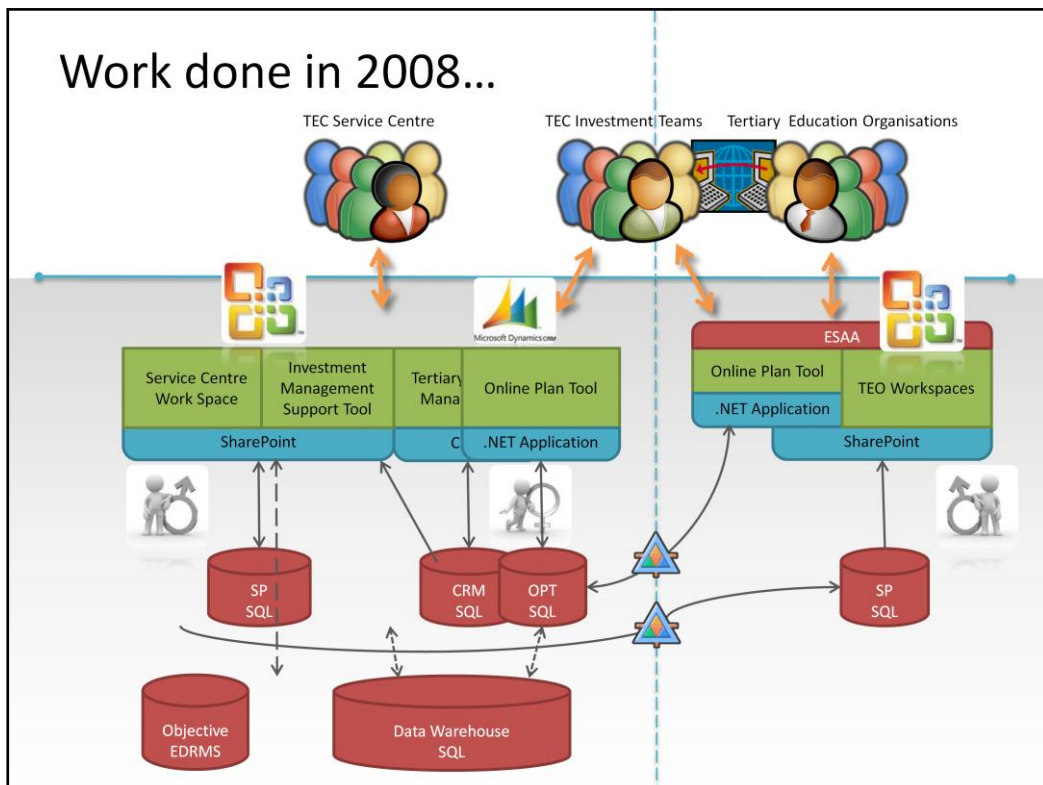 Work done in 2008...
TEC Service Centre
TEC Investment Teams
Tertiary Education Organisations
Microsoft Dynamics CRM
ESAA
Service Centre
Work Space
Investment
Management
Support Tool
Tertiary
Mana
Online Plan Tool
Online Plan Tool
TEO Workspaces
.NET Application
SharePoint
C
.NET Application
SharePoint
SP
SQL
CRM
SQL
OPT
SQL
SP
SQL
Objective
EDRMS
Data Warehouse
SQL